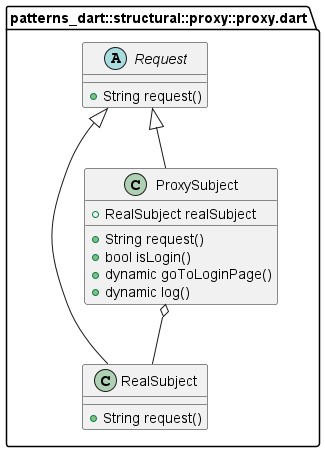 patterns_dart::structural::proxy::proxy.dart
A Request
String request()
C ProxySubject
RealSubject realSubject
String request()
bool isLogin()
dynamic goToLoginPage()
dynamic log()
C RealSubject
String request()